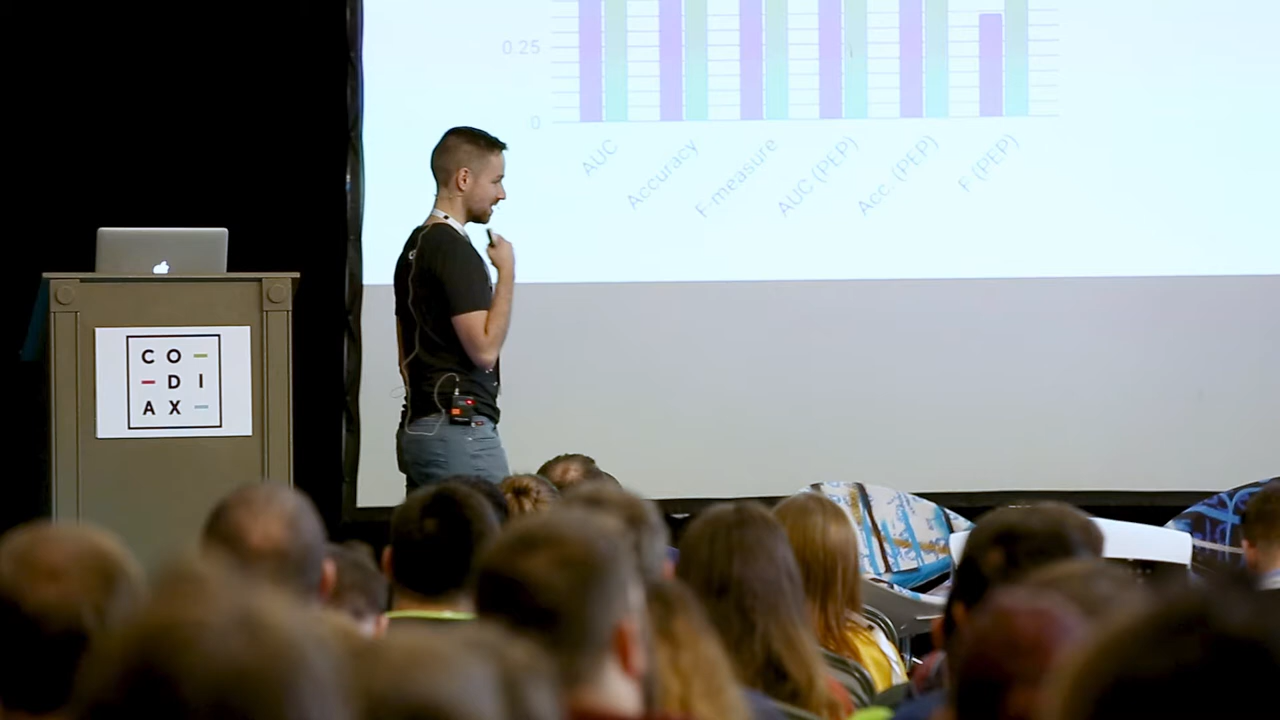 0.25
0
AUC
Accuracy
F-measure
AUC (PEP)
Acc. (PEP)
F (PEP)
CO
DI
AX